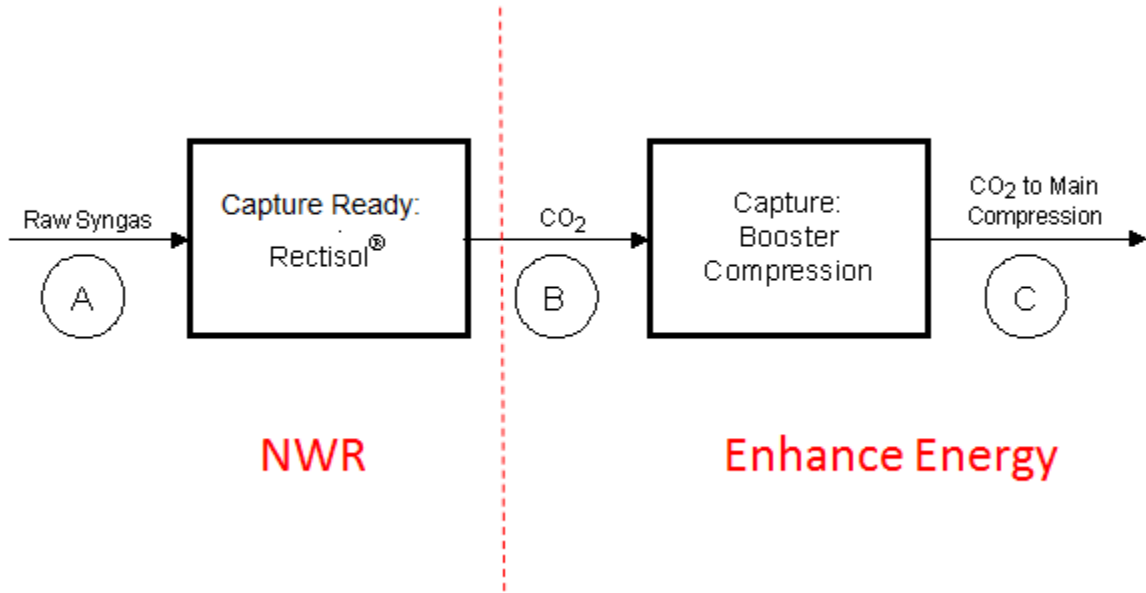 Raw Syngas
A
Capture Ready:
Rectisol®
CO2
B
Capture:
Booster
Compression
CO2 to Main
Compression
C
NWR
Enhance Energy